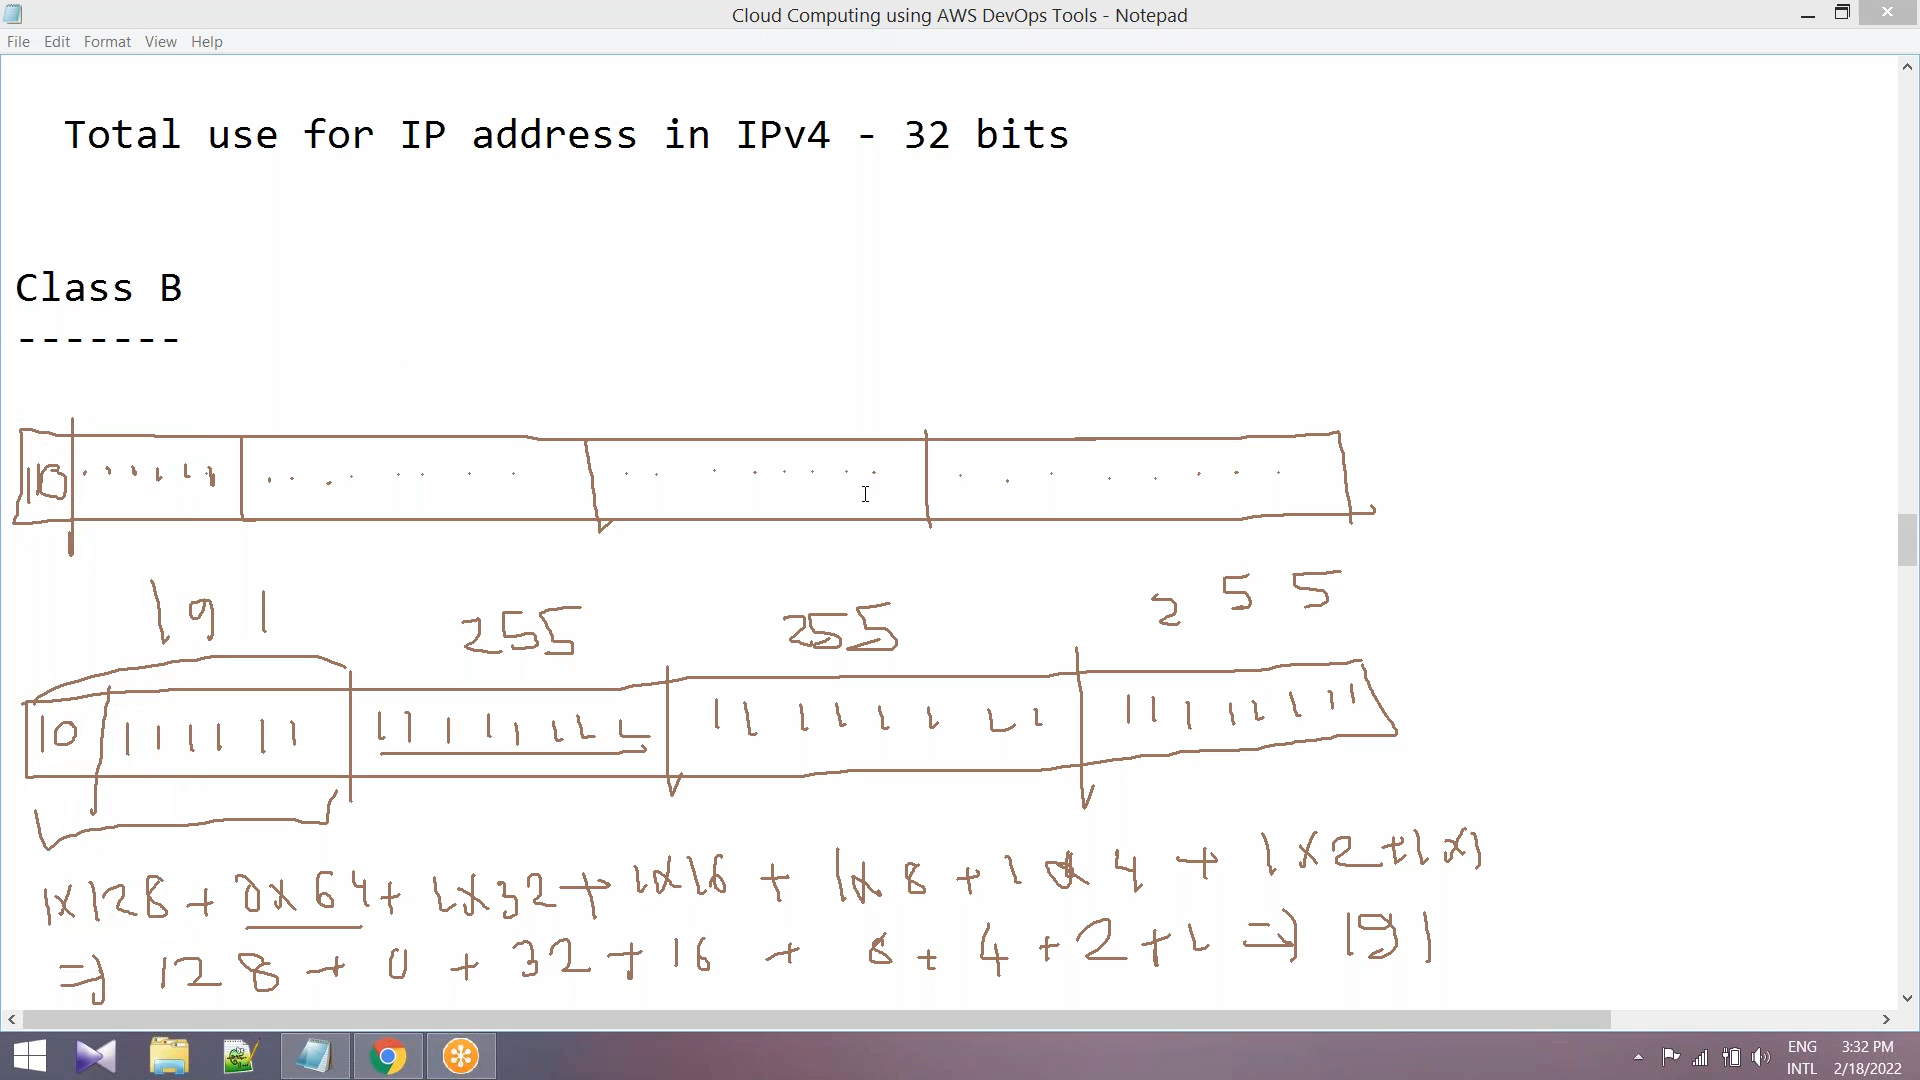 Cloud Computing using AWS DevOps Tools - Notepad
File Edit Format View Help
Total use for IP address in IPv4 - 32 bits
Class B
-------
10
191 255 255 255
10 111111 11111111 11111111 11111111
1x128 + 0x64 + 1x32 + 1x16 + 1x8 + 1x4 + 1x2 + 1x1
=> 128 + 0 + 32 + 16 + 8 + 4 + 2 + 1 => 191
ENG 3:32 PM
INTL 2/18/2022